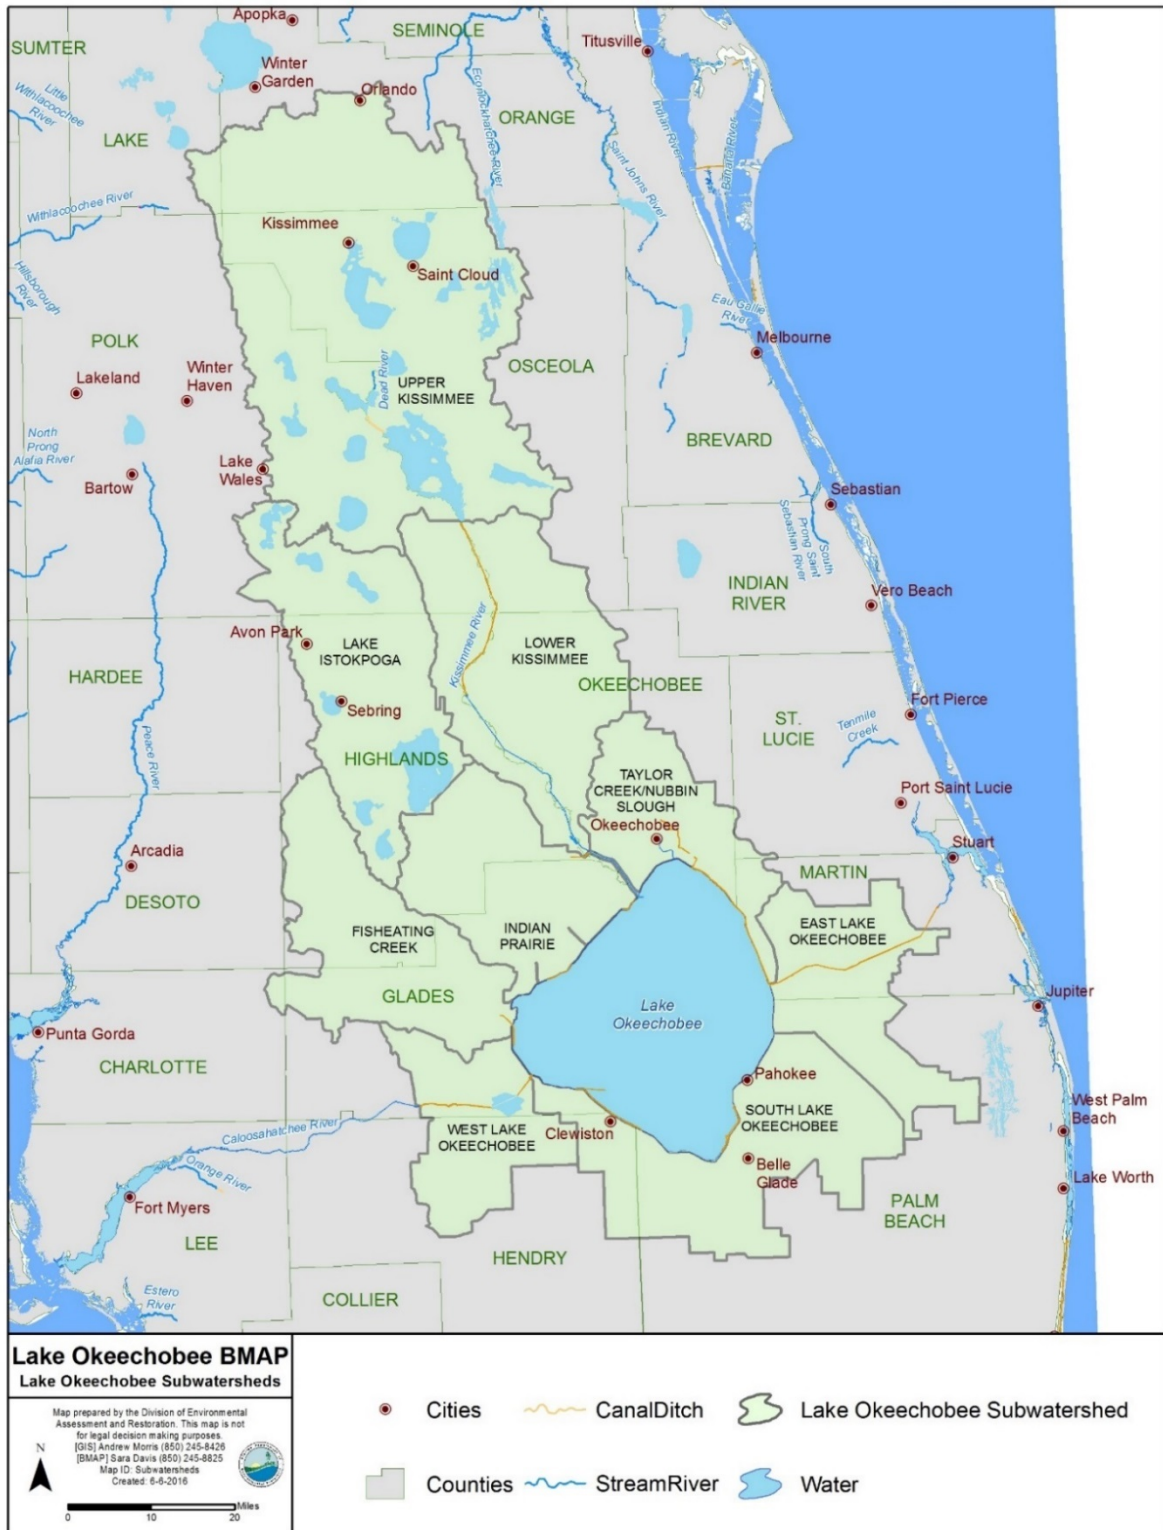 Apopka
SEMINOLE
SUMTER
Titusville
Winter
Garden
Orlando
Little
Withlacoochee
River
LAKE
Econlockhatchee River
ORANGE
Indian River
Banana River
Saint Johns River
Withlacoochee River
Kissimmee
Saint Cloud
Hillsborough
River
Eau Gallie
River
Melbourne
POLK
Winter
Haven
Lakeland
OSCEOLA
Dead River
UPPER
KISSIMMEE
North
Prong
Alafia River
BREVARD
Lake
Wales
Bartow
Sebastian
South
Prong Saint
Sebastian River
INDIAN
RIVER
Vero Beach
Kissimmee River
Avon Park
LAKE
ISTOKPOGA
LOWER
KISSIMMEE
HARDEE
OKEECHOBEE
Sebring
Fort Pierce
ST.
LUCIE
Tenmile
Creek
Peace River
HIGHLANDS
TAYLOR
CREEK/NUBBIN
SLOUGH
Port Saint Lucie
Okeechobee
Stuart
Arcadia
MARTIN
DESOTO
FISHEATING
CREEK
INDIAN
PRAIRIE
EAST LAKE
OKEECHOBEE
GLADES
Lake
Okeechobee
Jupiter
Punta Gorda
CHARLOTTE
Pahokee
West Palm
Beach
SOUTH LAKE
OKEECHOBEE
WEST LAKE
OKEECHOBEE
Clewiston
Caloosahatchee River
Orange River
Belle
Glade
Lake Worth
Fort Myers
PALM
BEACH
LEE
HENDRY
Estero
River
COLLIER
Lake Okeechobee BMAP
Lake Okeechobee Subwatersheds
Map prepared by the Division of Environmental
Assessment and Restoration. This map is not
for legal decision making purposes.
[GIS] Andrew Morris (850) 245-8426
[BMAP] Sara Davis (850) 245-8825
Map ID: Subwatersheds
Created: 6-6-2016
N
Miles
0 10 20
Cities
CanalDitch
Lake Okeechobee Subwatershed
Counties
StreamRiver
Water